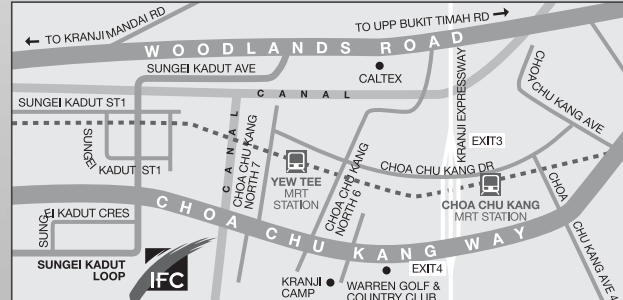 ← TO KRANJI MANDAI RD
TO UPP BUKIT TIMAH RD →
WOODLANDS ROAD
SUNGEI KADUT AVE
CALTEX
CANAL
SUNGEI KADUT ST1
SUNGEI
KADUT ST1
CANAL
CHOA CHU KANG
NORTH 7
YEW TEE
MRT
STATION
CHOA CHU KANG
NORTH 6
KRANJI EXPRESSWAY
EXIT3
CHOA
CHU KANG AVE
CHOA CHU KANG DR
CHOA CHU KANG
MRT STATION
CHOA
CHU KANG AVE 4
CHOA CHU KANG WAY
SUNGEI KADUT CRES
SUNGEI KADUT
LOOP
IFC
KRANJI
CAMP
EXIT4
WARREN GOLF &
COUNTRY CLUB